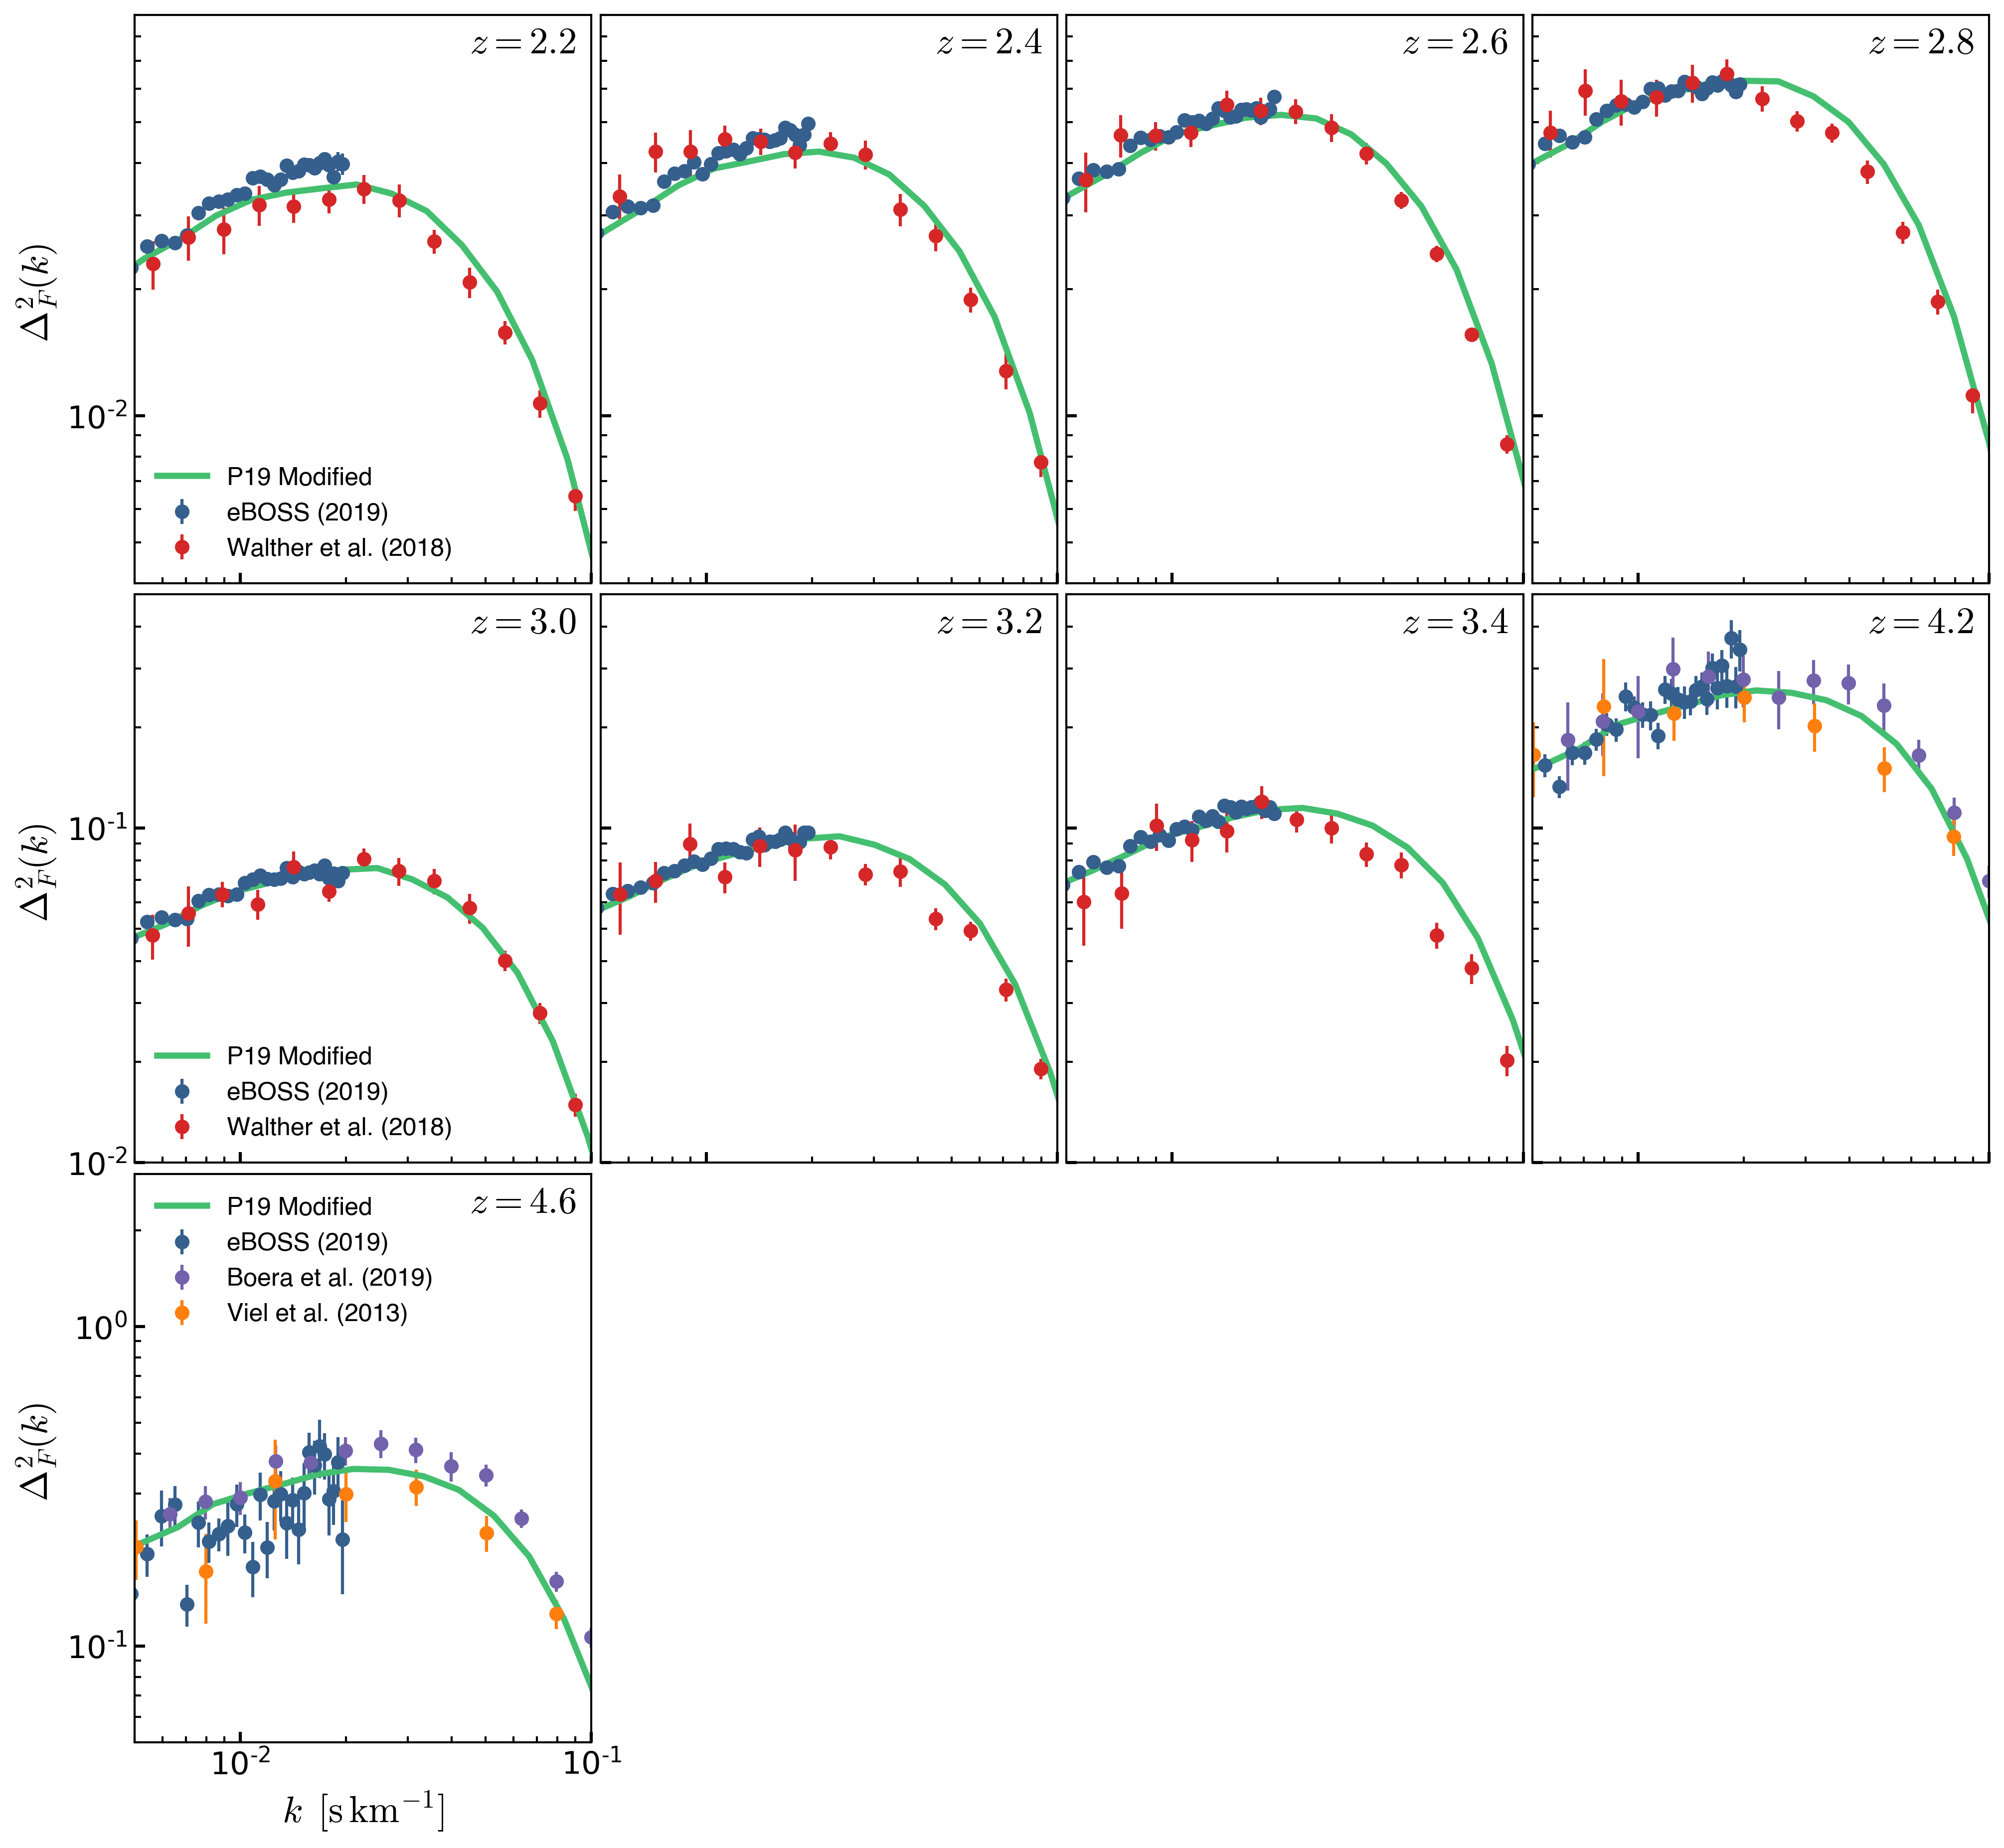 z = 2.2
z = 2.4
z = 2.6
z = 2.8
Δ²_F(k)
10⁻²
P19 Modified
eBOSS (2019)
Walther et al. (2018)
z = 3.0
z = 3.2
z = 3.4
z = 4.2
Δ²_F(k)
10⁻¹
P19 Modified
eBOSS (2019)
Walther et al. (2018)
10⁻²
z = 4.6
P19 Modified
eBOSS (2019)
Boera et al. (2019)
Viel et al. (2013)
10⁰
Δ²_F(k)
10⁻¹
10⁻² 10⁻¹
k [s km⁻¹]